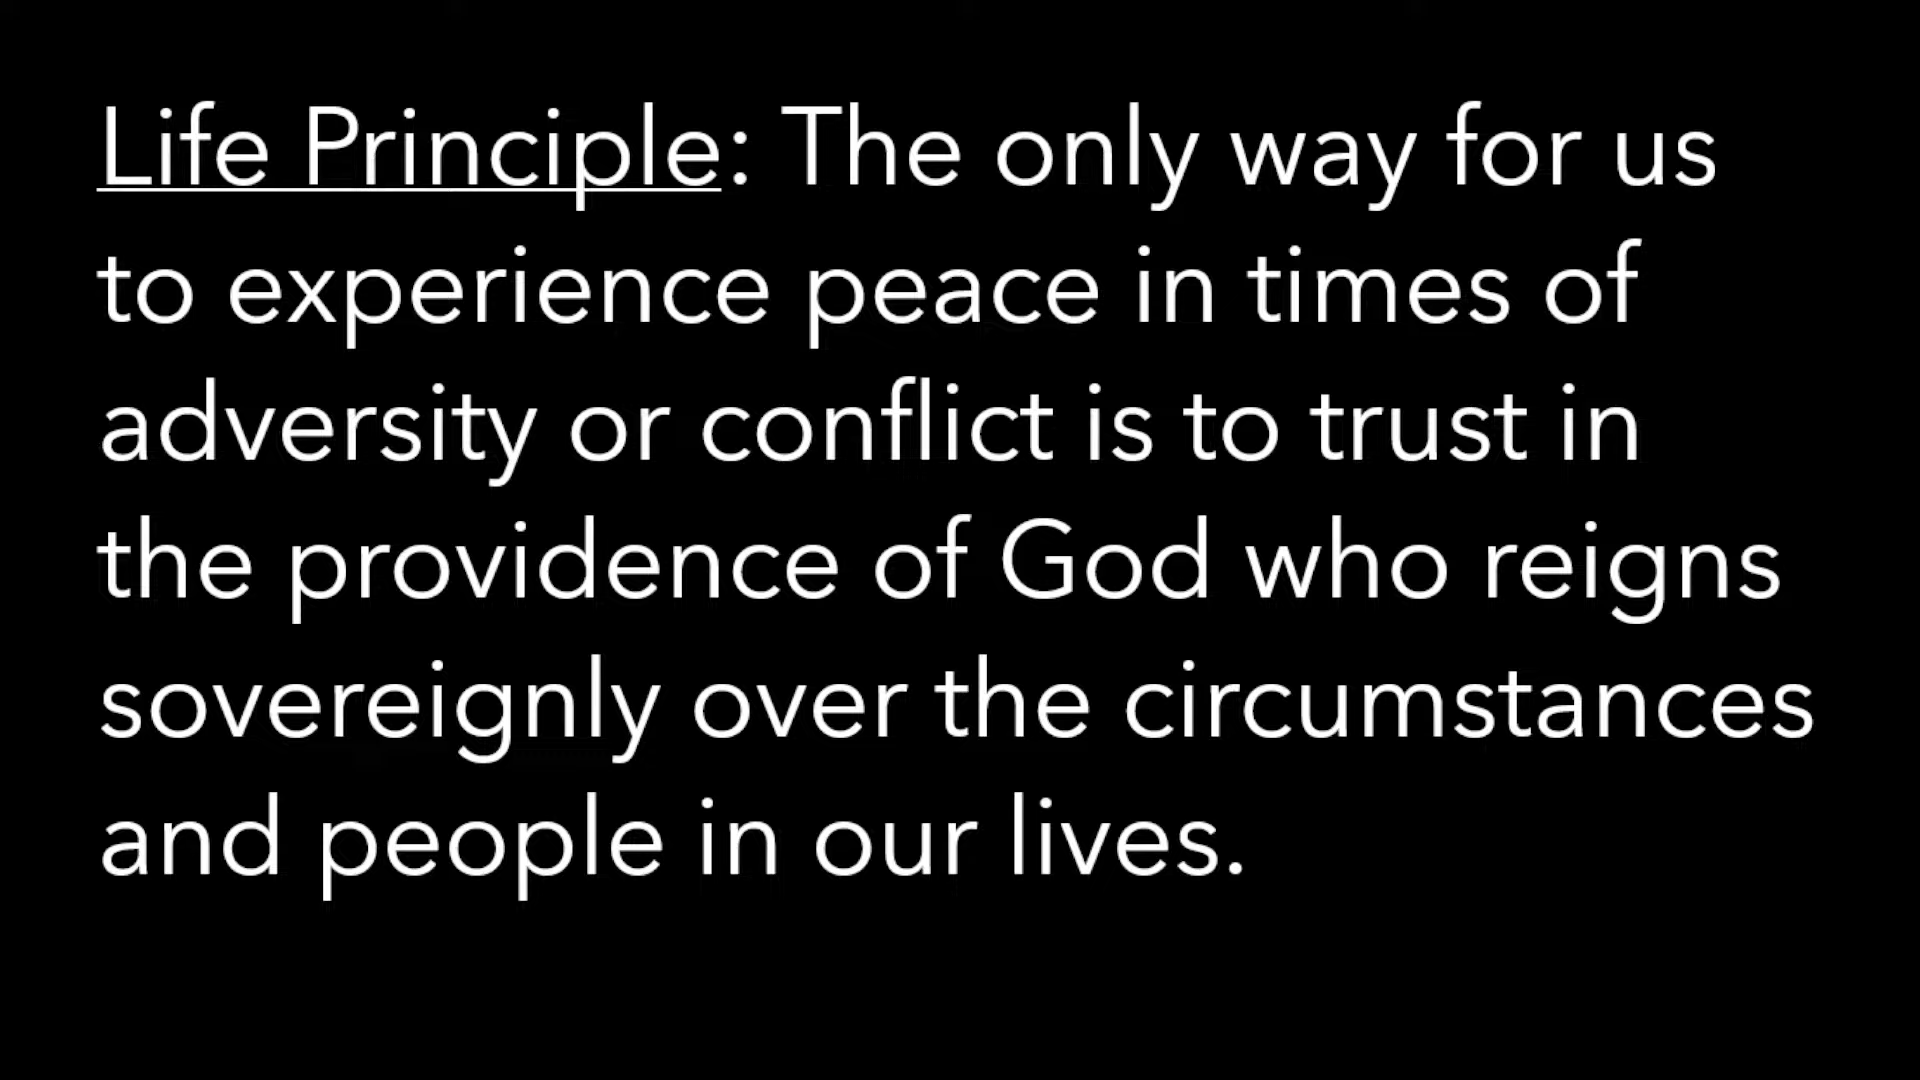 Life Principle: The only way for us
to experience peace in times of
adversity or conflict is to trust in
the providence of God who reigns
sovereignly over the circumstances
and people in our lives.